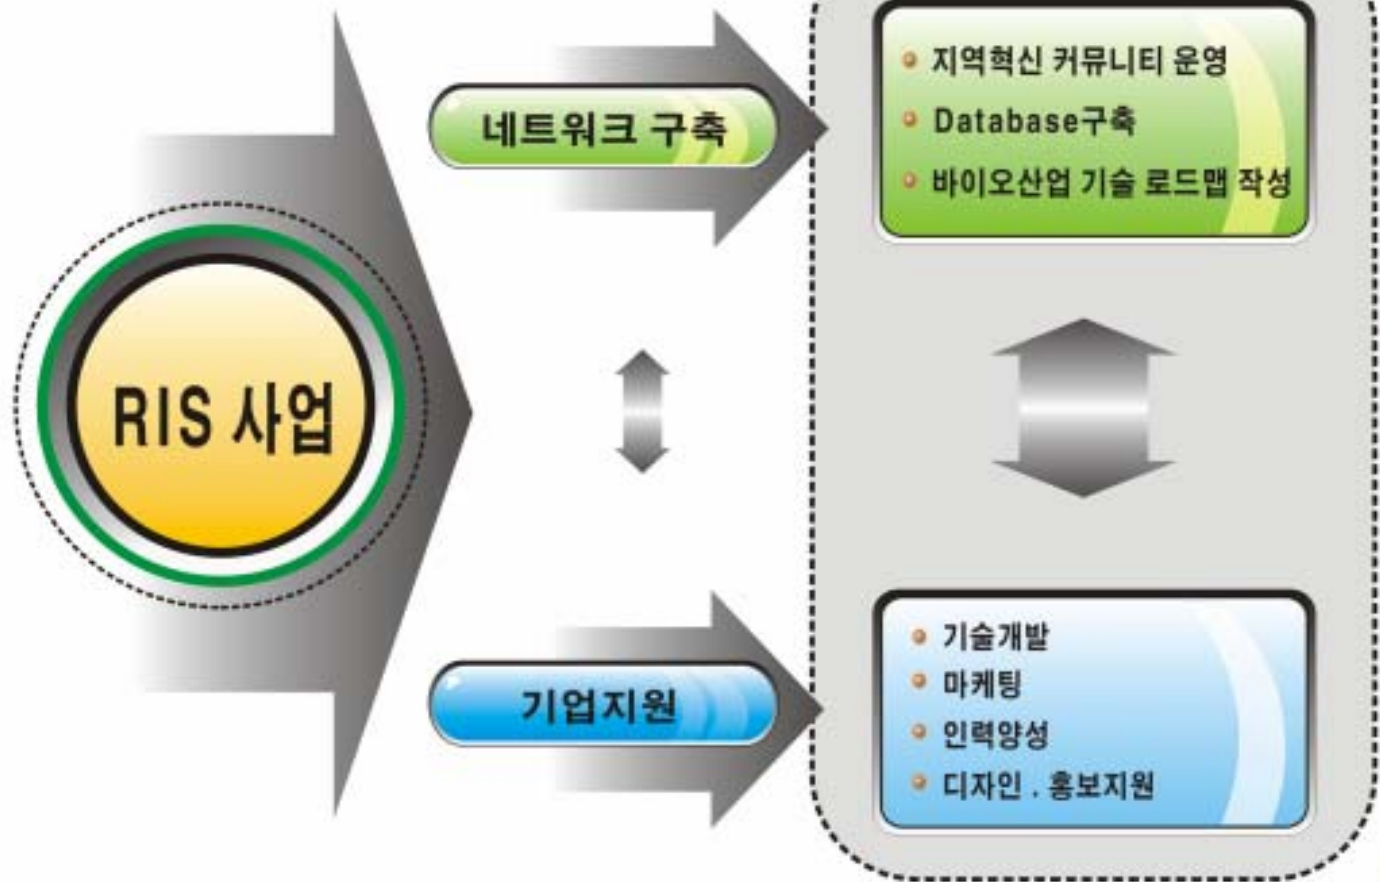 RIS 사업
네트워크 구축
지역혁신 커뮤니티 운영
Database구축
바이오산업 기술 로드맵 작성
기업지원
기술개발
마케팅
인력양성
디자인 . 홍보지원